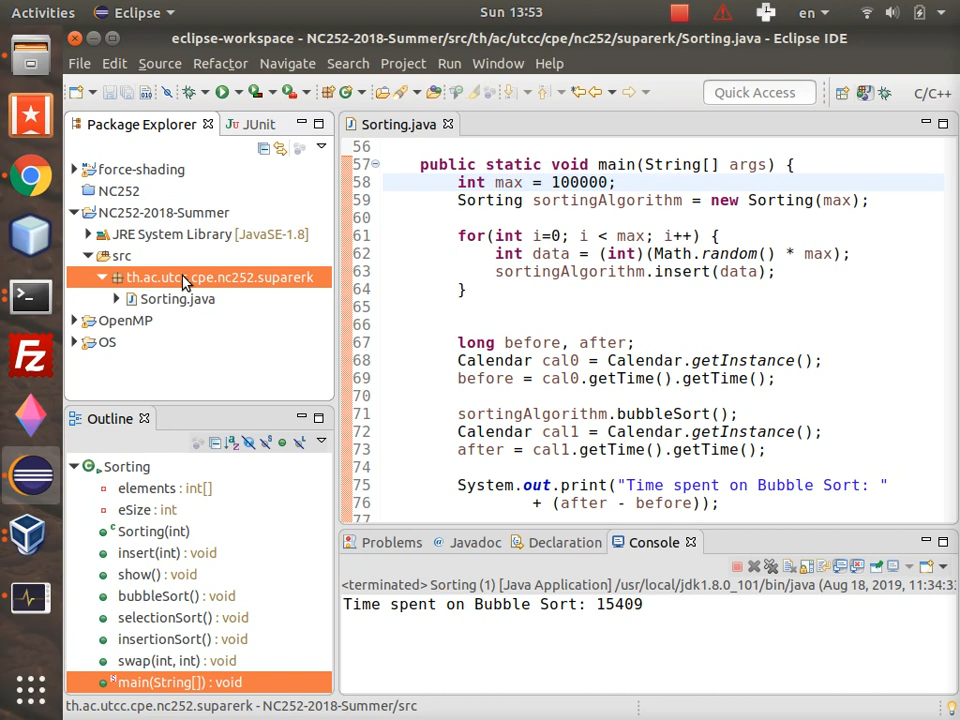 Activities
Eclipse
Sun 13:53
en
eclipse-workspace - NC252-2018-Summer/src/th/ac/utcc/cpe/nc252/suparerk/Sorting.java - Eclipse IDE
File Edit Source Refactor Navigate Search Project Run Window Help
Quick Access
C/C++
Package Explorer
JUnit
force-shading
NC252
NC252-2018-Summer
JRE System Library [JavaSE-1.8]
src
th.ac.utcc.cpe.nc252.suparerk
Sorting.java
OpenMP
OS
Outline
Sorting
elements : int[]
eSize : int
Sorting(int)
insert(int) : void
show() : void
bubbleSort() : void
selectionSort() : void
insertionSort() : void
swap(int, int) : void
main(String[]) : void
Sorting.java
56
57 public static void main(String[] args) {
58 int max = 100000;
59 Sorting sortingAlgorithm = new Sorting(max);
60
61 for(int i=0; i < max; i++) {
62 int data = (int)(Math.random() * max);
63 sortingAlgorithm.insert(data);
64 }
65
66
67 long before, after;
68 Calendar cal0 = Calendar.getInstance();
69 before = cal0.getTime().getTime();
70
71 sortingAlgorithm.bubbleSort();
72 Calendar cal1 = Calendar.getInstance();
73 after = cal1.getTime().getTime();
74
75 System.out.print("Time spent on Bubble Sort: "
76 + (after - before));
77
Problems
Javadoc
Declaration
Console
<terminated> Sorting (1) [Java Application] /usr/local/jdk1.8.0_101/bin/java (Aug 18, 2019, 11:34:3
Time spent on Bubble Sort: 15409
th.ac.utcc.cpe.nc252.suparerk - NC252-2018-Summer/src